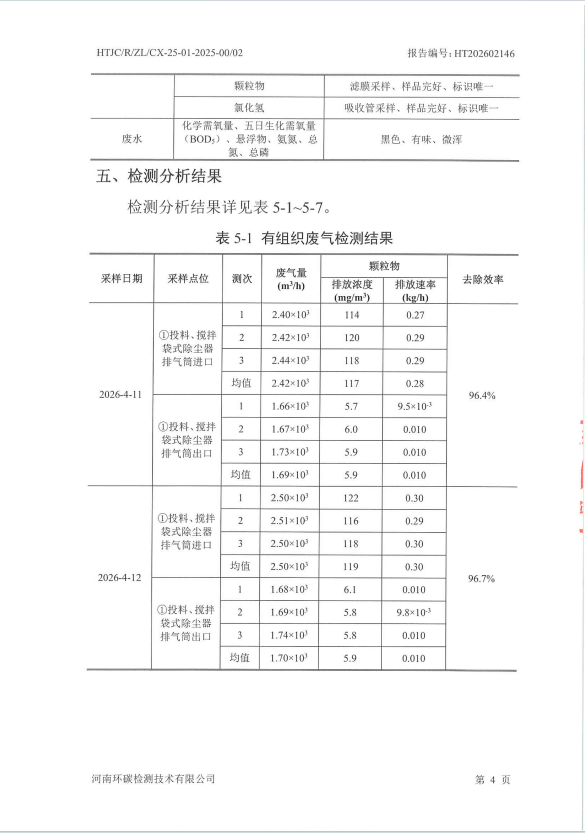 HTJC/R/ZL/CX-25-01-2025-00/02 报告编号: HT202602146
颗粒物 滤膜采样、样品完好、标识唯一
氯化氢 吸收管采样、样品完好、标识唯一
废水 化学需氧量、五日生化需氧量（BOD₅）、悬浮物、氨氮、总氮、总磷 黑色、有味、微浑
五、检测分析结果
检测分析结果详见表 5-1~5-7。
表 5-1 有组织废气检测结果
采样日期 采样点位 测次 废气量(m³/h) 颗粒物 去除效率
排放浓度(mg/m³) 排放速率(kg/h)
2026-4-11 ①投料、搅拌袋式除尘器排气筒进口 1 2.40×10³ 114 0.27 96.4%
2 2.42×10³ 120 0.29
3 2.44×10³ 118 0.29
均值 2.42×10³ 117 0.28
①投料、搅拌袋式除尘器排气筒出口 1 1.66×10³ 5.7 9.5×10⁻³
2 1.67×10³ 6.0 0.010
3 1.73×10³ 5.9 0.010
均值 1.69×10³ 5.9 0.010
2026-4-12 ①投料、搅拌袋式除尘器排气筒进口 1 2.50×10³ 122 0.30 96.7%
2 2.51×10³ 116 0.29
3 2.50×10³ 118 0.30
均值 2.50×10³ 119 0.30
①投料、搅拌袋式除尘器排气筒出口 1 1.68×10³ 6.1 0.010
2 1.69×10³ 5.8 9.8×10⁻³
3 1.74×10³ 5.8 0.010
均值 1.70×10³ 5.9 0.010
河南环碳检测技术有限公司 第 4 页